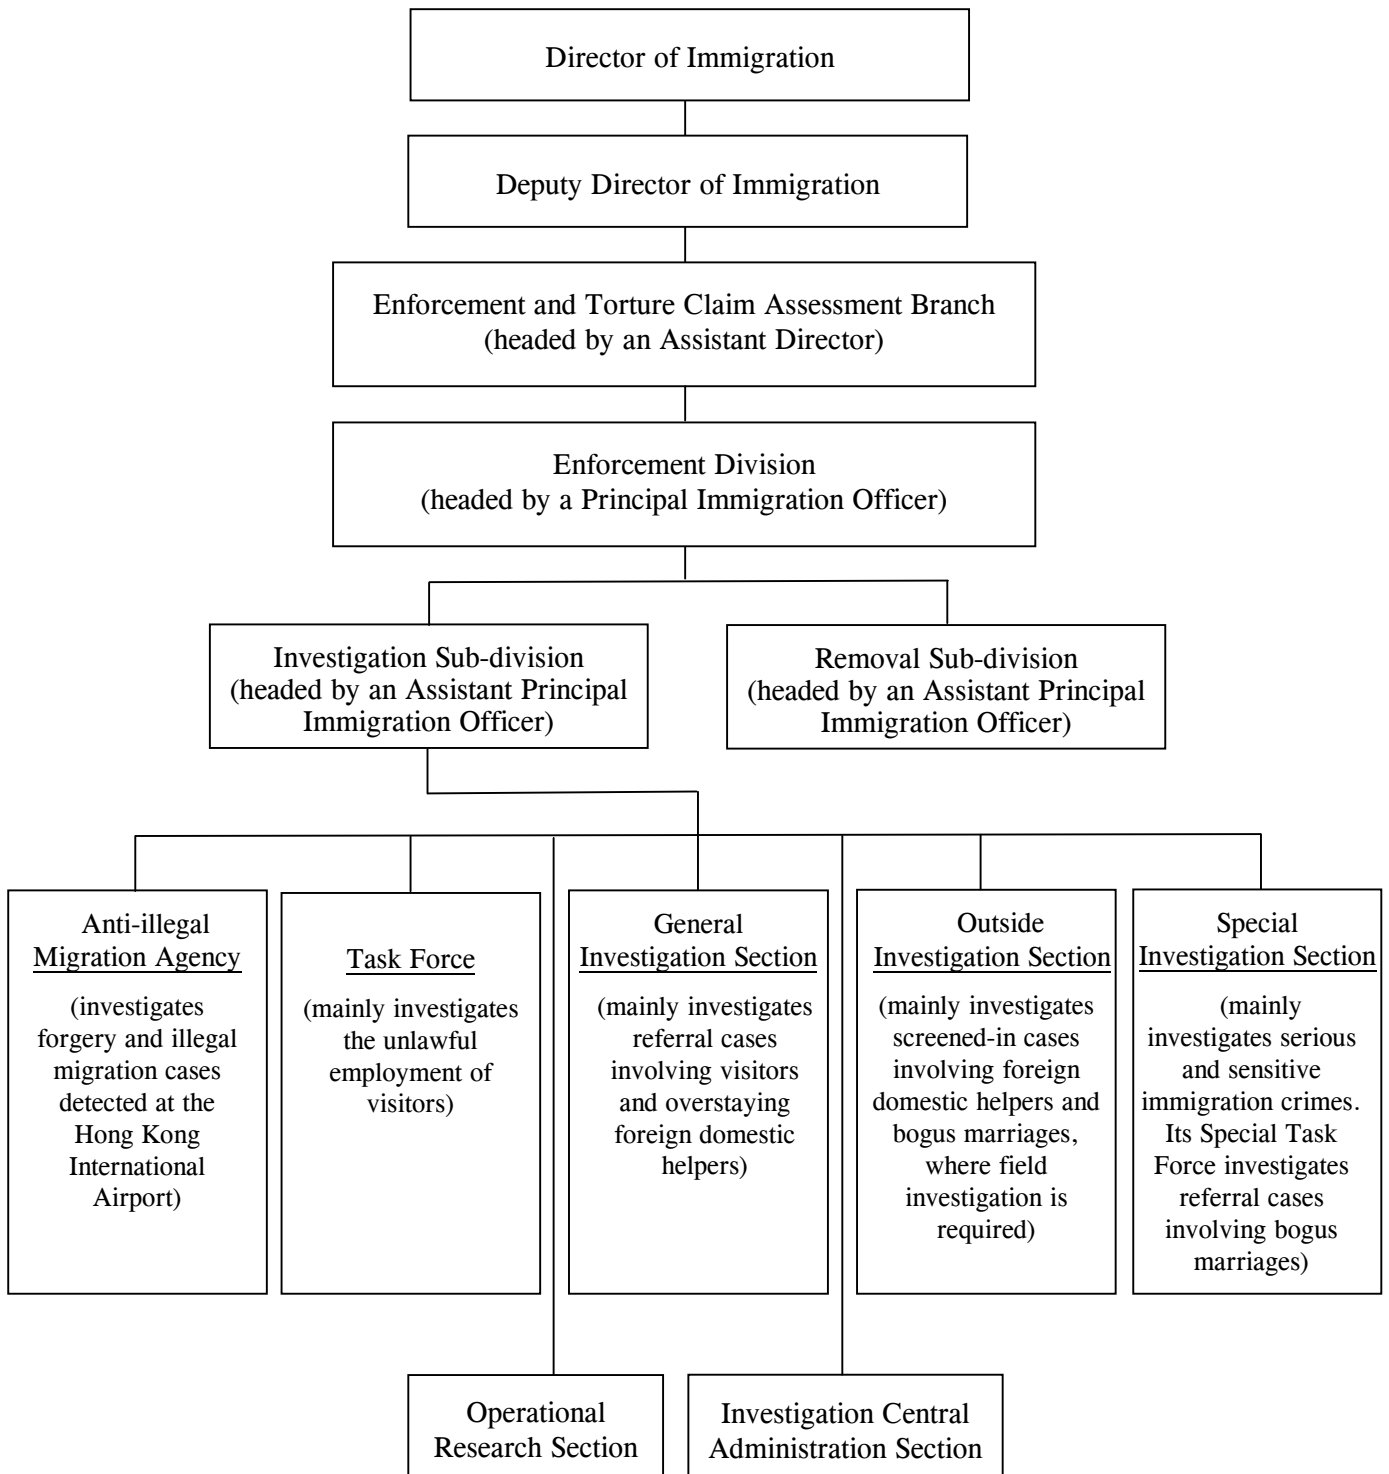 Director of Immigration
Deputy Director of Immigration
Enforcement and Torture Claim Assessment Branch
(headed by an Assistant Director)
Enforcement Division
(headed by a Principal Immigration Officer)
Investigation Sub-division
(headed by an Assistant Principal
Immigration Officer)
Removal Sub-division
(headed by an Assistant Principal
Immigration Officer)
Anti-illegal
Migration Agency
(investigates
forgery and illegal
migration cases
detected at the
Hong Kong
International
Airport)
Task Force
(mainly investigates
the unlawful
employment of
visitors)
General
Investigation Section
(mainly investigates
referral cases
involving visitors
and overstaying
foreign domestic
helpers)
Outside
Investigation Section
(mainly investigates
screened-in cases
involving foreign
domestic helpers and
bogus marriages,
where field
investigation is
required)
Special
Investigation Section
(mainly
investigates serious
and sensitive
immigration crimes.
Its Special Task
Force investigates
referral cases
involving bogus
marriages)
Operational
Research Section
Investigation Central
Administration Section